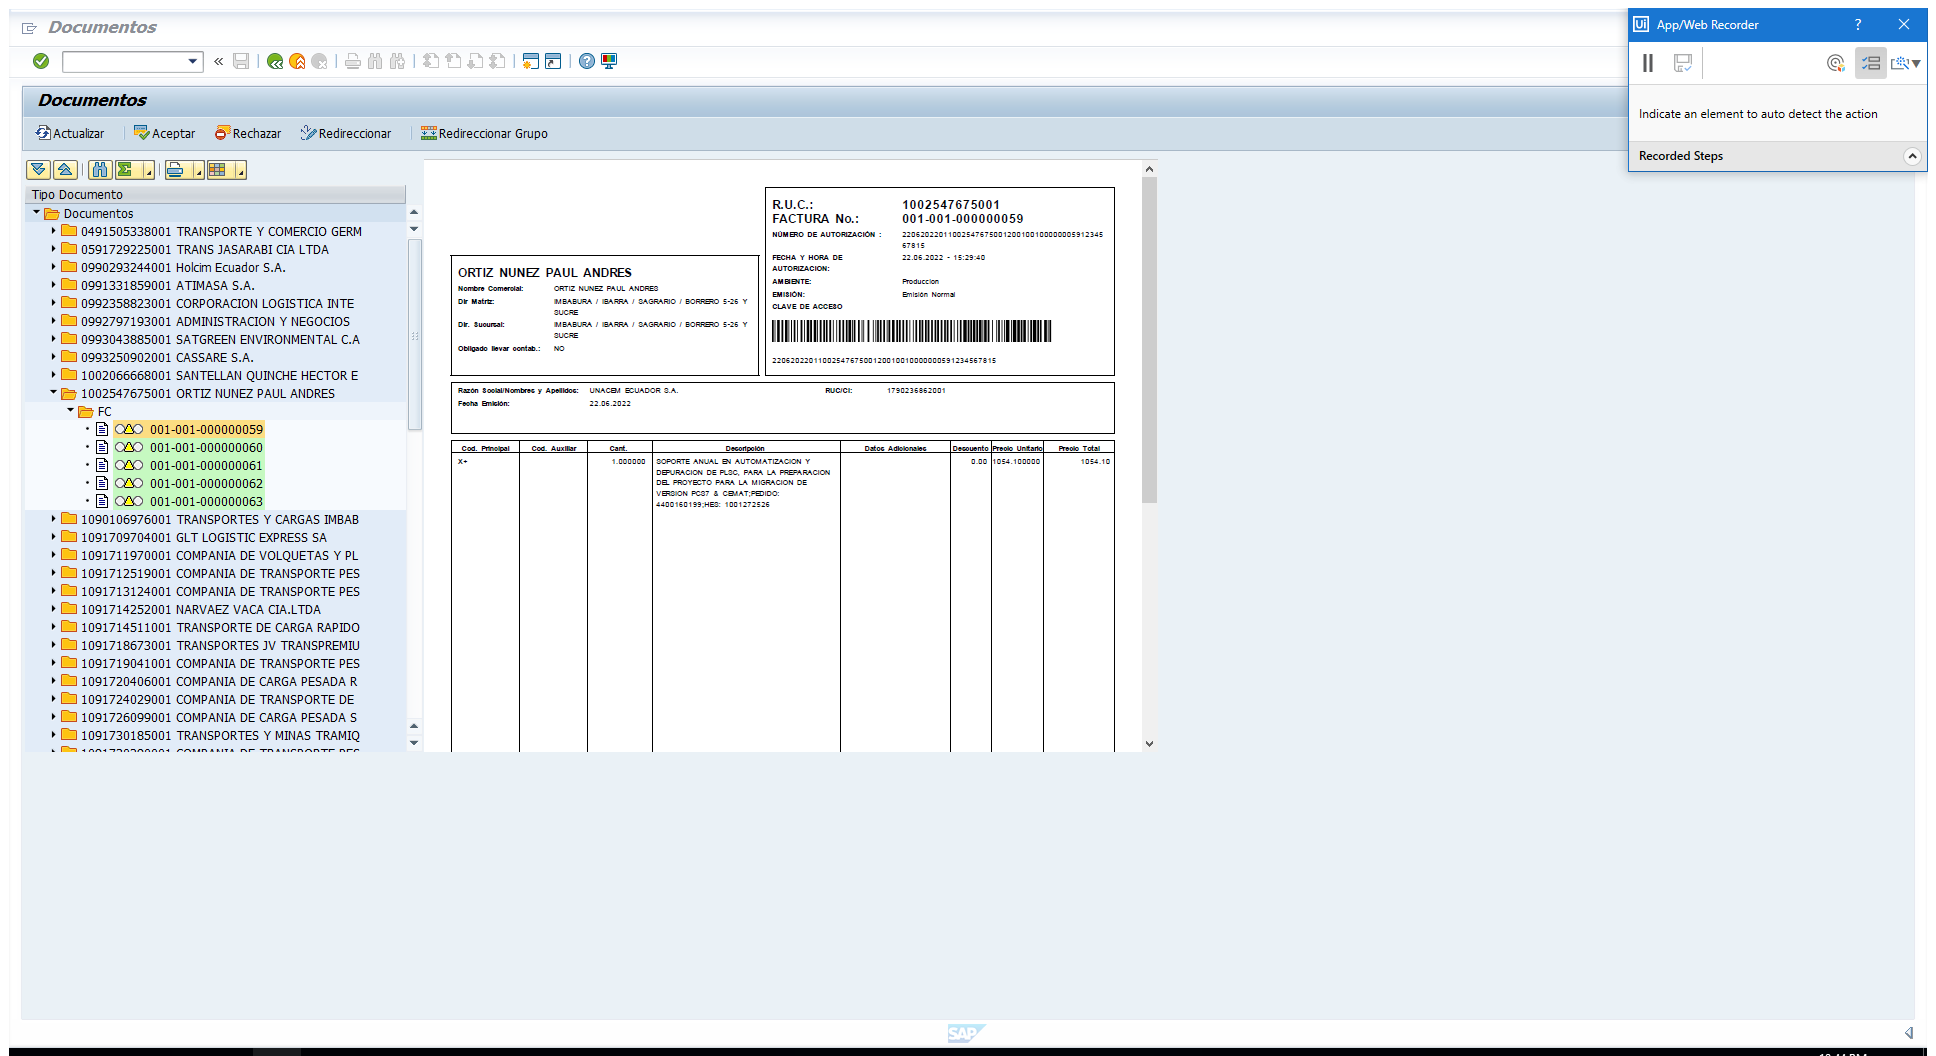 Documentos
Ui App/Web Recorder ?
Indicate an element to auto detect the action
Recorded Steps
Documentos
Actualizar Aceptar Rechazar Redireccionar Redireccionar Grupo
Tipo Documento
Documentos
0491505338001 TRANSPORTE Y COMERCIO GERM
0591729225001 TRANS JASARABI CIA LTDA
0990293244001 Holcim Ecuador S.A.
0991331859001 ATIMASA S.A.
0992358823001 CORPORACION LOGISTICA INTE
0992797193001 ADMINISTRACION Y NEGOCIOS
0993043885001 SATGREEN ENVIRONMENTAL C.A
0993250902001 CASSARE S.A.
1002066668001 SANTELLAN QUINCHE HECTOR E
1002547675001 ORTIZ NUNEZ PAUL ANDRES
FC
001-001-000000059
001-001-000000060
001-001-000000061
001-001-000000062
001-001-000000063
1090106976001 TRANSPORTES Y CARGAS IMBAB
1091709704001 GLT LOGISTIC EXPRESS SA
1091711970001 COMPANIA DE VOLQUETAS Y PL
1091712519001 COMPANIA DE TRANSPORTE PES
1091713124001 COMPANIA DE TRANSPORTE PES
1091714252001 NARVAEZ VACA CIA.LTDA
1091714511001 TRANSPORTE DE CARGA RAPIDO
1091718673001 TRANSPORTES JV TRANSPREMIU
1091719041001 COMPANIA DE TRANSPORTE PES
1091720406001 COMPANIA DE CARGA PESADA R
1091724029001 COMPANIA DE TRANSPORTE DE
1091726099001 COMPANIA DE CARGA PESADA S
1091730185001 TRANSPORTES Y MINAS TRAMIQ
R.U.C.: 1002547675001
FACTURA No.: 001-001-000000059
NÚMERO DE AUTORIZACIÓN : 22062022011002547675001200100100000005912345
67815
FECHA Y HORA DE 22.06.2022 - 15:29:40
AUTORIZACION:
AMBIENTE: Produccion
EMISIÓN: Emisión Normal
CLAVE DE ACCESO
2206202201100254767500120010010000000591234567815
ORTIZ NUNEZ PAUL ANDRES
Nombre Comercial: ORTIZ NUNEZ PAUL ANDRES
Dir Matriz: IMBABURA / IBARRA / SAGRARIO / BORRERO 5-26 Y
SUCRE
Dir. Sucursal: IMBABURA / IBARRA / SAGRARIO / BORRERO 5-26 Y
SUCRE
Obligado llevar contab.: NO
Razón Social/Nombres y Apellidos: UNACEM ECUADOR S.A. RUC/CI: 1790236862001
Fecha Emisión: 22.06.2022
Cod. Principal Cod. Auxiliar Cant. Descripción Datos Adicionales Descuento Precio Unitario Precio Total
X+ 1.000000 SOPORTE ANUAL EN AUTOMATIZACION Y 0.00 1054.100000 1054.10
DEPURACION DE PLSC, PARA LA PREPARACION
DEL PROYECTO PARA LA MIGRACION DE
VERSION PCS7 & CEMAT;PEDIDO:
4400160199;HES: 1001272526
SAP